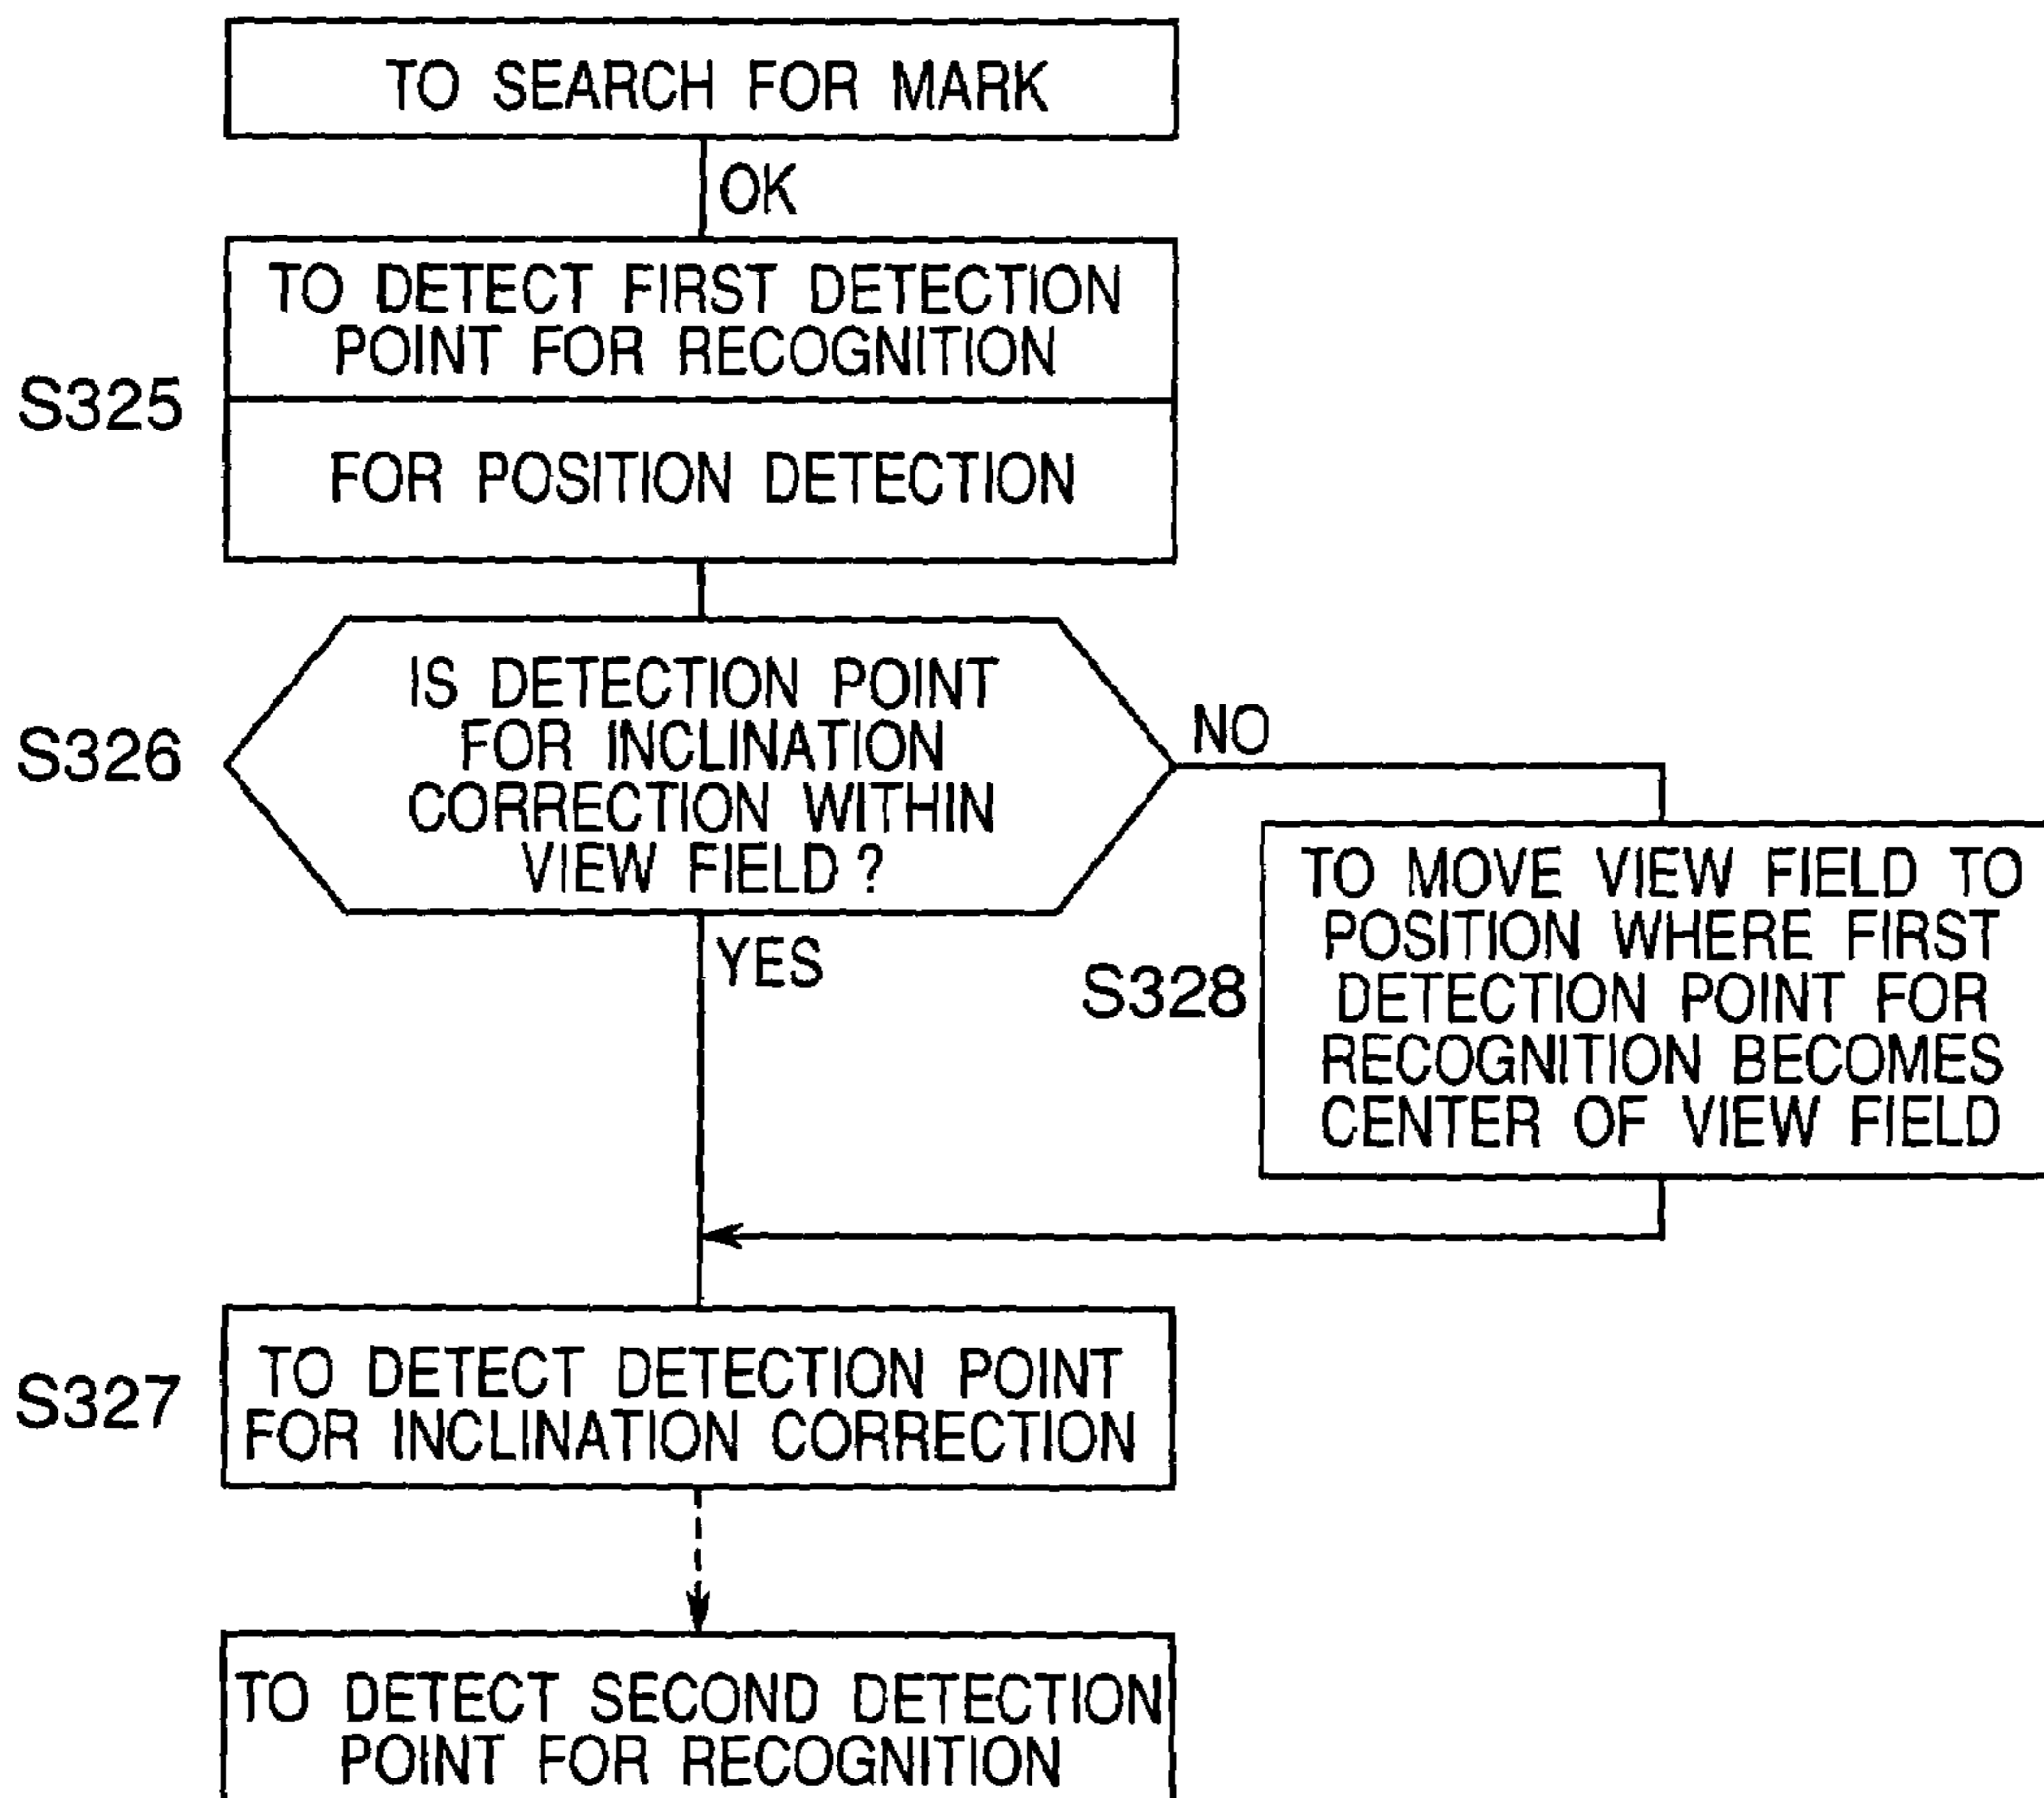 TO SEARCH FOR MARK
OK
TO DETECT FIRST DETECTION
POINT FOR RECOGNITION
S325
FOR POSITION DETECTION
S326
IS DETECTION POINT
FOR INCLINATION
CORRECTION WITHIN
VIEW FIELD ?
NO
YES
S328
TO MOVE VIEW FIELD TO
POSITION WHERE FIRST
DETECTION POINT FOR
RECOGNITION BECOMES
CENTER OF VIEW FIELD
S327
TO DETECT DETECTION POINT
FOR INCLINATION CORRECTION
TO DETECT SECOND DETECTION
POINT FOR RECOGNITION